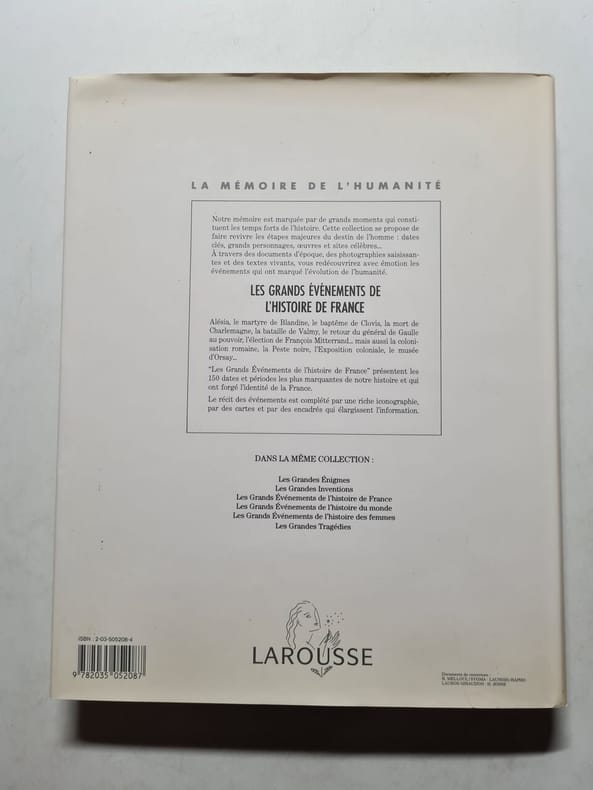 LA MÉMOIRE DE L'HUMANITÉ
Notre mémoire est marquée par de grands moments qui consti-
tuent les temps forts de l'histoire. Cette collection se propose de
faire revivre les étapes majeures du destin de l'homme : dates
clés, grands personnages, œuvres et sites célèbres...
À travers des documents d'époque, des photographies saisissan-
tes et des textes vivants, vous redécouvrirez avec émotion les
événements qui ont marqué l'évolution de l'humanité.
LES GRANDS ÉVÉNEMENTS DE
L'HISTOIRE DE FRANCE
Alésia, le martyre de Blandine, le baptême de Clovis, la mort de
Charlemagne, la bataille de Valmy, le retour du général de Gaulle
au pouvoir, l'élection de François Mitterrand... mais aussi la coloni-
sation romaine, la Peste noire, l'Exposition coloniale, le musée
d'Orsay...
"Les Grands Événements de l'histoire de France" présentent les
150 dates et périodes les plus marquantes de notre histoire et qui
ont forgé l'identité de la France.
Le récit des événements est complété par une riche iconographie,
par des cartes et par des encadrés qui élargissent l'information.
DANS LA MÊME COLLECTION :
Les Grandes Énigmes
Les Grandes Inventions
Les Grands Événements de l'histoire de France
Les Grands Événements de l'histoire du monde
Les Grands Événements de l'histoire des femmes
Les Grandes Tragédies
LAROUSSE
ISBN : 2-03-505208-4
9 782035 052087
Documents de couverture :
R. MELLOUL/SYGMA - LAUROS/RAPHO -
LAUROS-GIRAUDON - H. JOSSE